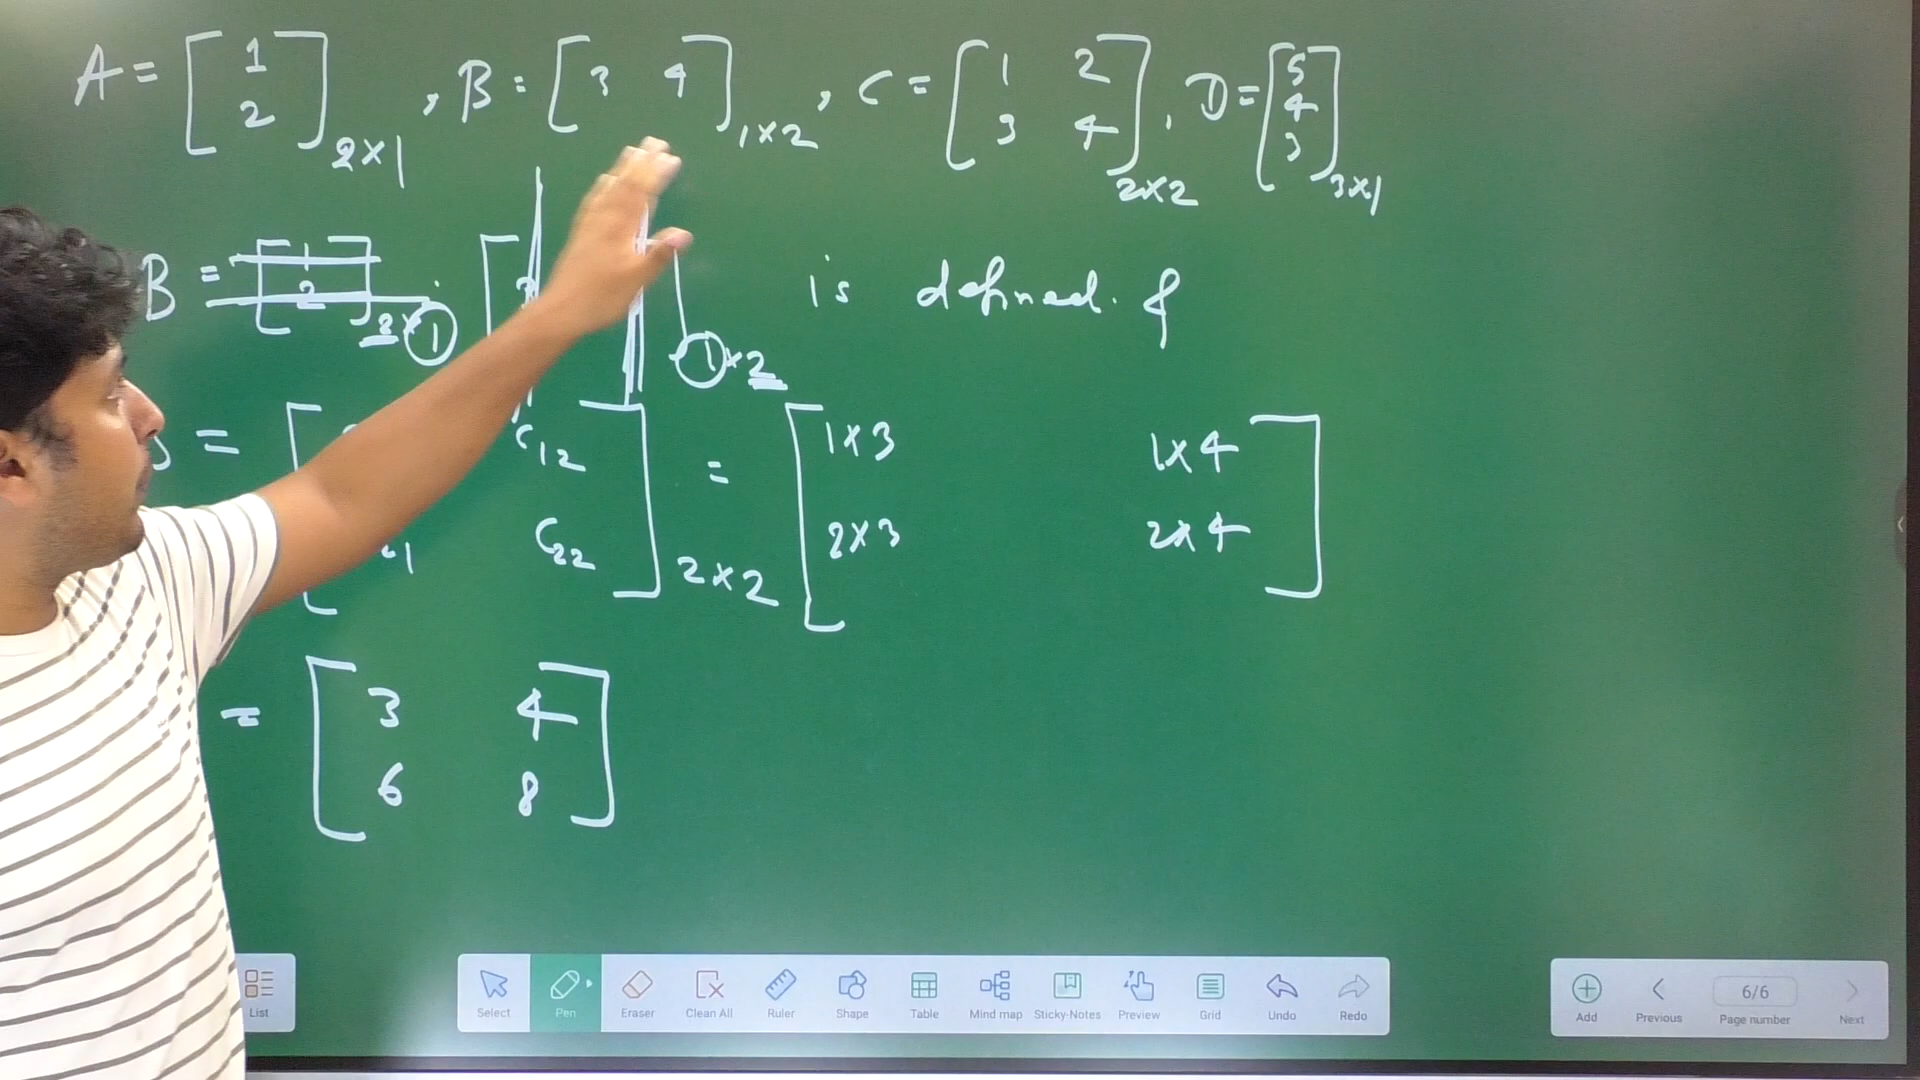 A = [ 1 2 ] 2×1 , B = [ 3 4 ] 1×2 , C = [ 1 2 3 4 ] 2×2 , D = [ 5 4 3 ] 3×1
B = [ 1 2 ] 2×1 · [ 1×2 is defined. &
= [ C12 C22 ] 2×2 = [ 1×3 1×4 2×3 2×4 ]
= [ 3 4 6 8 ]
List Select Pen Eraser Clean All Ruler Shape Table Mind map Sticky-Notes Preview Grid Undo Redo Add Previous 6/6 Page number Next